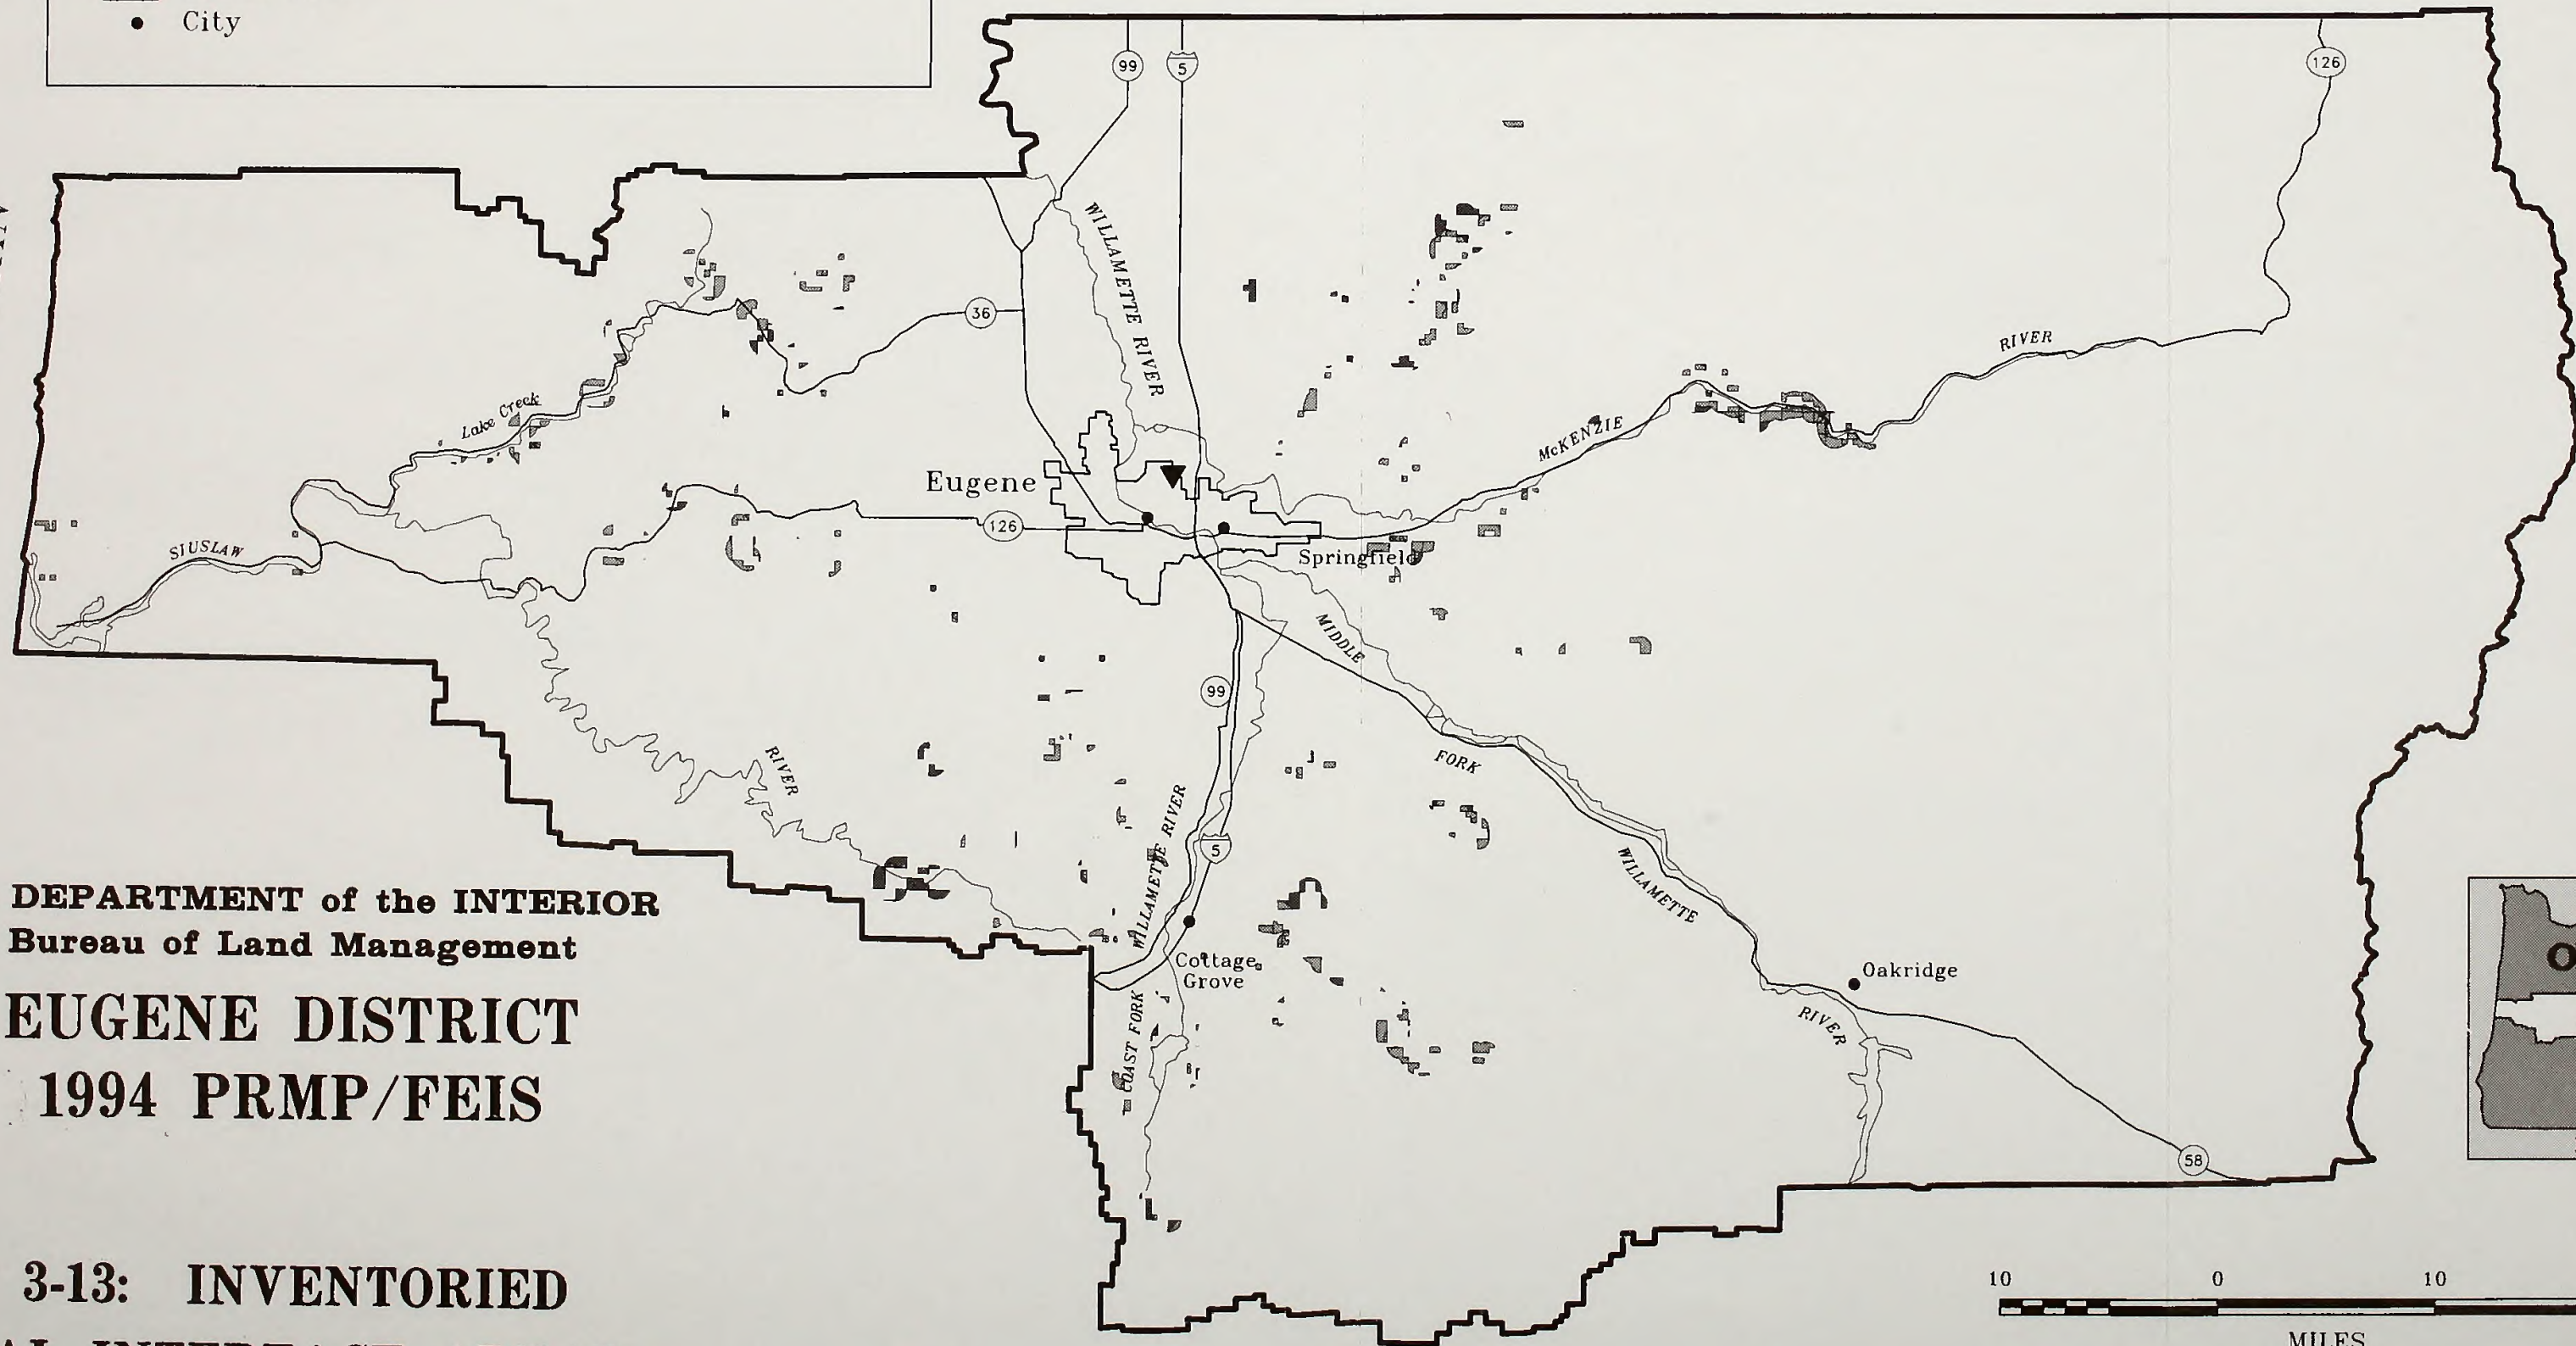 City
99
5
126
WILLAMETTE RIVER
36
RIVER
Lake Creek
McKENZIE
Eugene
126
Springfield
SIUSLAW
MIDDLE
99
RIVER
FORK
WILLAMETTE RIVER
5
WILLAMETTE
DEPARTMENT of the INTERIOR
Bureau of Land Management
Cottage
Grove
Oakridge
COAST FORK
RIVER
EUGENE DISTRICT
1994 PRMP/FEIS
58
3-13: INVENTORIED
10 0 10
MILES